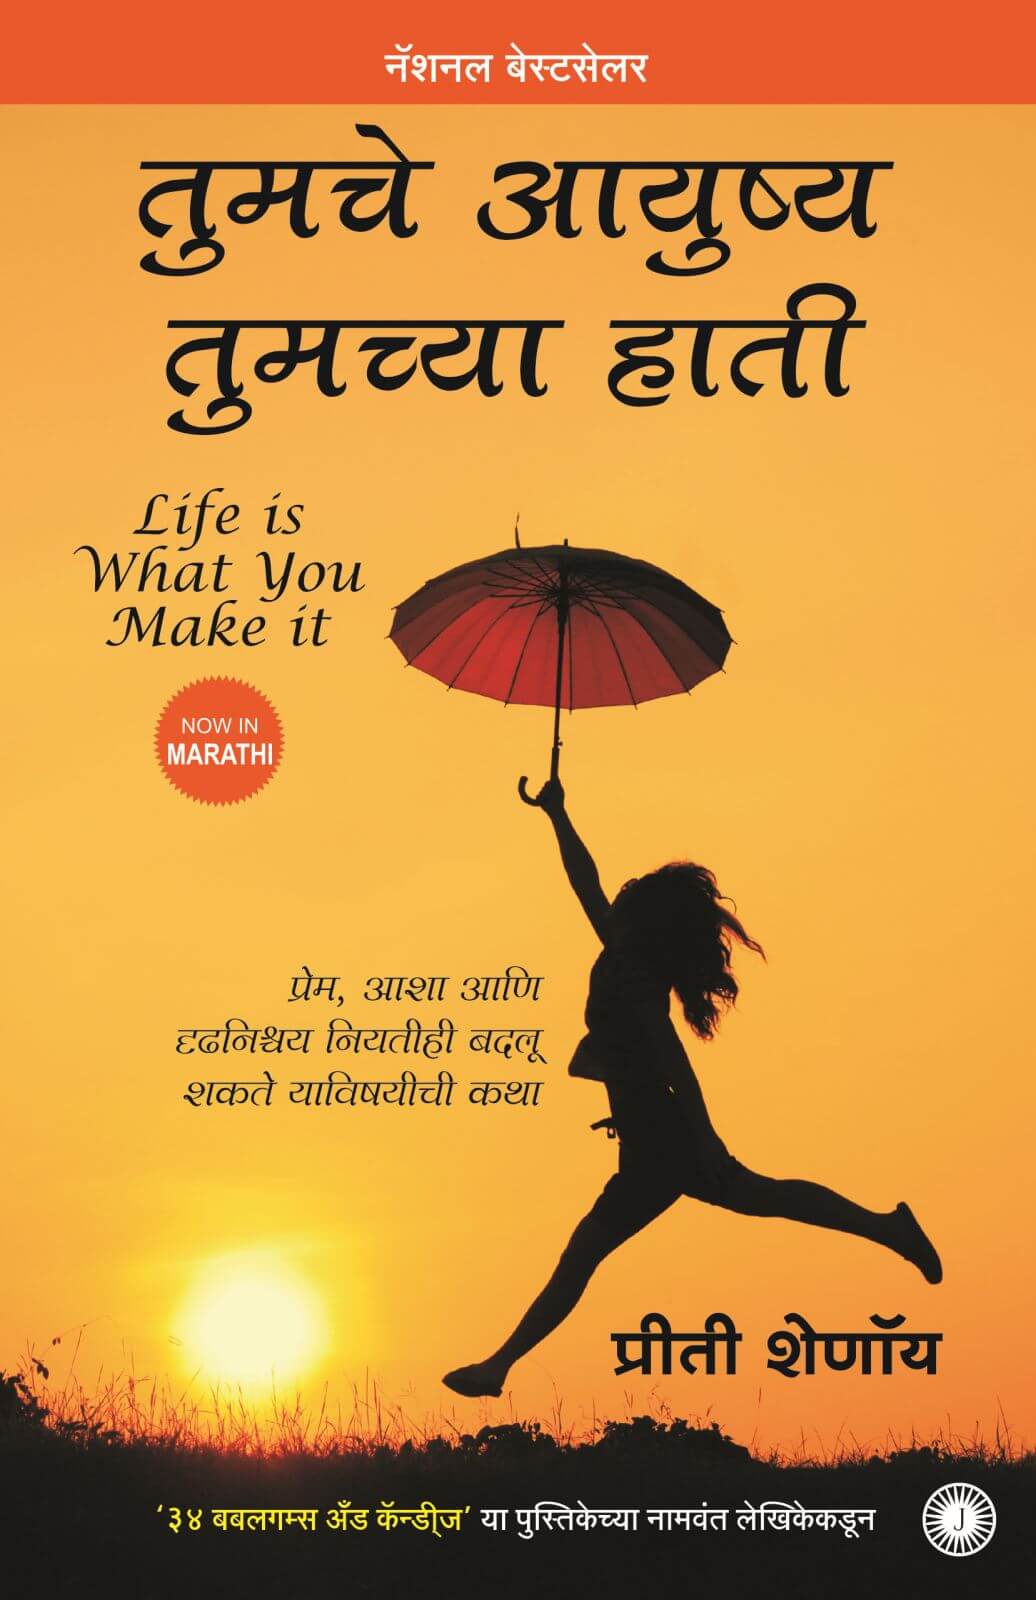 नॅशनल बेस्टसेलर
तुमचे आयुष्य
तुमच्या हाती
Life is
What You
Make it
NOW IN
MARATHI
प्रेम, आशा आणि
दृढनिश्चय नियतीही बदलू
शकते याविषयीची कथा
प्रीती शेणॉय
‘३४ बबलगम्स अँड कॅन्डी्ज’ या पुस्तिकेच्या नामवंत लेखिकेकडून
J